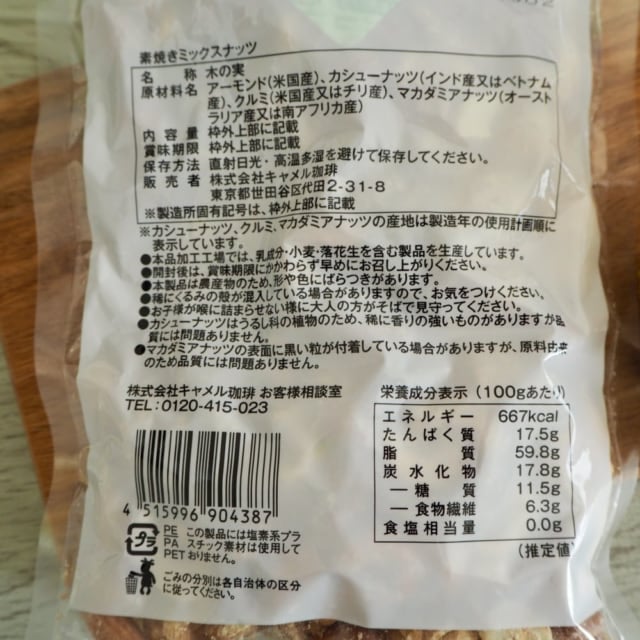 素焼きミックスナッツ
名 称 木の実
原材料名 アーモンド(米国産)、カシューナッツ(インド産又はベトナム
産)、クルミ(米国産又はチリ産)、マカダミアナッツ(オースト
ラリア産又は南アフリカ産)
内 容 量 枠外上部に記載
賞味期限 枠外上部に記載
保存方法 直射日光・高温多湿を避けて保存してください。
販 売 者 株式会社キャメル珈琲
東京都世田谷区代田2-31-8
※製造所固有記号は、枠外上部に記載
※カシューナッツ、クルミ、マカダミアナッツの産地は製造年の使用計画順に
表示しています。
●本品加工工場では、乳成分・小麦・落花生を含む製品を生産しています。
●開封後は、賞味期限にかかわらず早めにお召し上がりください。
●本製品は農産物のため、形や色にばらつきがあります。
●稀にくるみの殻が混入している場合がありますので、お気をつけください。
●お子様が喉に詰まらせない様に大人の方がそばで見守ってください。
●カシューナッツはうるし科の植物のため、稀に香りの強いものがありますが品
質には問題ありません。
●マカダミアナッツの表面に黒い粒が付着している場合がありますが、原料由来
のため品質には問題ありません。
株式会社キャメル珈琲 お客様相談室
TEL:0120-415-023
4 515996 904387
プラ
PE
PA
PET
この製品には塩素系プラ
スチック素材は使用して
おりません。
ごみの分別は各自治体の区分
に従ってください。
栄養成分表示(100gあたり)
エネルギー 667kcal
たんぱく質 17.5g
脂 質 59.8g
炭水化物 17.8g
―糖 質 11.5g
―食物繊維 6.3g
食塩相当量 0.0g
(推定値)